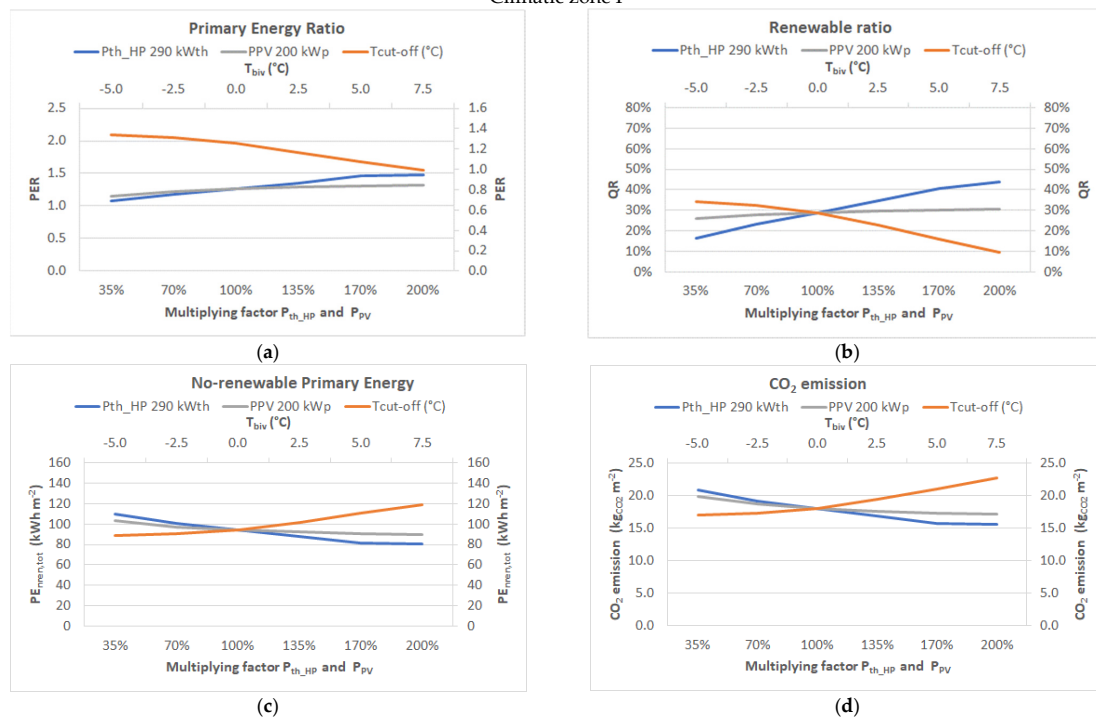 Climatic zone
Primary Energy Ratio
Pth_HP 290 kWth PPV 200 kWp Tcut-off (°C)
Tbiv (°C)
-5.0 -2.5 0.0 2.5 5.0 7.5
PER
2.5
2.0
1.5
1.0
0.5
0.0
1.6
1.4
1.2
1.0
0.8
0.6
0.4
0.2
0.0
PER
35% 70% 100% 135% 170% 200%
Multiplying factor Pth_HP and PPV
(a)
Renewable ratio
Pth_HP 290 kWth PPV 200 kWp Tcut-off (°C)
Tbiv (°C)
-5.0 -2.5 0.0 2.5 5.0 7.5
QR
80%
70%
60%
50%
40%
30%
20%
10%
0%
80%
70%
60%
50%
40%
30%
20%
10%
0%
QR
35% 70% 100% 135% 170% 200%
Multiplying factor Pth_HP and PPV
(b)
No-renewable Primary Energy
Pth_HP 290 kWth PPV 200 kWp Tcut-off (°C)
Tbiv (°C)
-5.0 -2.5 0.0 2.5 5.0 7.5
PEnren,tot (kWh m-2)
160
140
120
100
80
60
40
20
0
160
140
120
100
80
60
40
20
0
PEnren,tot (kWh m-2)
35% 70% 100% 135% 170% 200%
Multiplying factor Pth_HP and PPV
(c)
CO2 emission
Pth_HP 290 kWth PPV 200 kWp Tcut-off (°C)
Tbiv (°C)
-5.0 -2.5 0.0 2.5 5.0 7.5
CO2 emission (kgCO2 m-2)
25.0
20.0
15.0
10.0
5.0
0.0
25.0
20.0
15.0
10.0
5.0
0.0
CO2 emission (kgCO2 m-2)
35% 70% 100% 135% 170% 200%
Multiplying factor Pth_HP and PPV
(d)